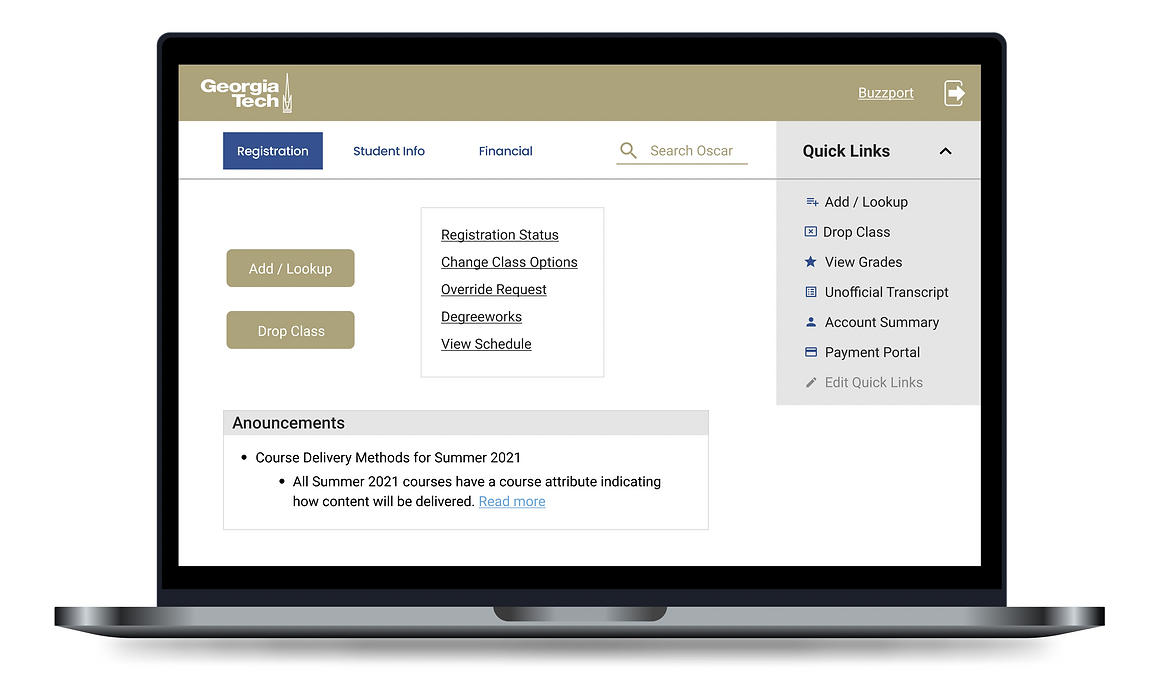 Georgia
Tech
Buzzport
Registration
Student Info
Financial
Search Oscar
Quick Links
Add / Lookup
Drop Class
Registration Status
Change Class Options
Override Request
Degreeworks
View Schedule
Add / Lookup
Drop Class
View Grades
Unofficial Transcript
Account Summary
Payment Portal
Edit Quick Links
Anouncements
Course Delivery Methods for Summer 2021
All Summer 2021 courses have a course attribute indicating
how content will be delivered. Read more